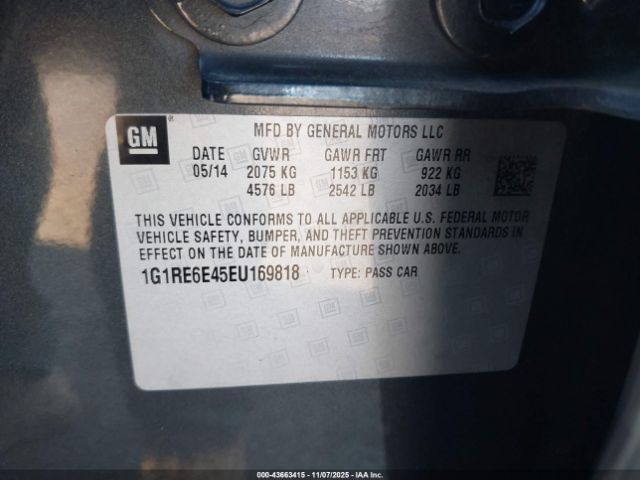 GM ®
MFD BY GENERAL MOTORS LLC
DATE GVWR GAWR FRT GAWR RR
05/14 2075 KG 1153 KG 922 KG
4576 LB 2542 LB 2034 LB
THIS VEHICLE CONFORMS TO ALL APPLICABLE U.S. FEDERAL MOTOR
VEHICLE SAFETY, BUMPER, AND THEFT PREVENTION STANDARDS IN
EFFECT ON THE DATE OF MANUFACTURE SHOWN ABOVE.
1G1RE6E45EU169818 TYPE: PASS CAR
200-43663415 - 11/07/2025 - IAA Inc.